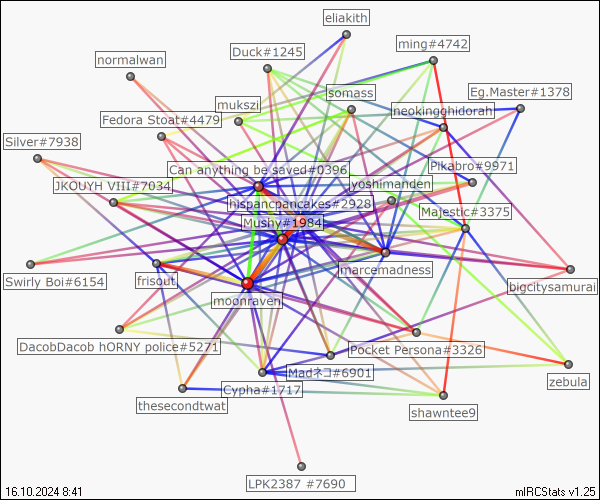 eliakith
Duck#1245
ming#4742
normalwan
Eg.Master#1378
somass
mukszi
neokingghidorah
Fedora Stoat#4479
Silver#7938
Pikabro#9971
Can anything be saved#0396
JKOUYH VIII#7034
yoshimanden
hispancpancakes#2928
Majestic#3375
Mushy#1984
marcemadness
Swirly Boi#6154
frisout
bigcitysamurai
moonraven
DacobDacob hORNY police#5271
Pocket Persona#3326
Madネコ#6901
zebula
Cypha#1717
thesecondtwat
shawntee9
LPK2387 #7690
16.10.2024 8:41
mIRCStats v1.25